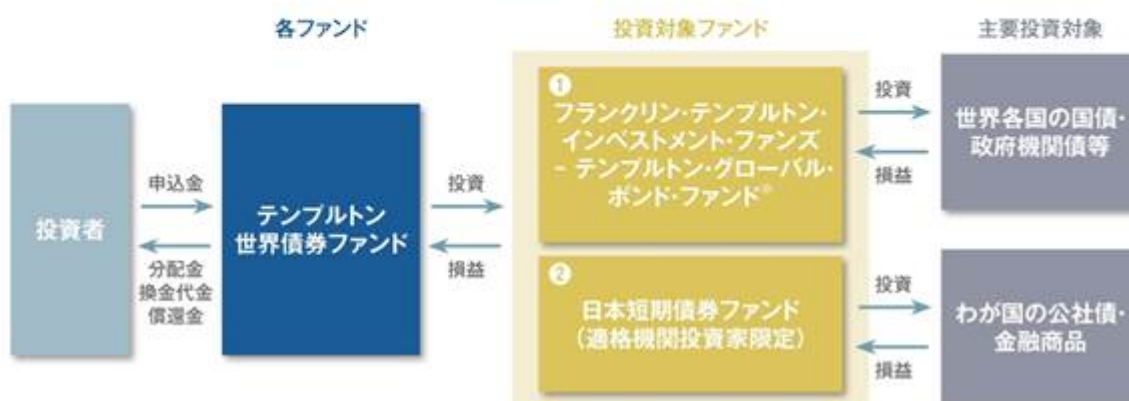 各ファンド
投資対象ファンド
主要投資対象
投資者
申込金
分配金
換金代金
償還金
テンプルトン
世界債券ファンド
投資
損益
❶
フランクリン・テンプルトン・
インベストメント・ファンズ
– テンプルトン・グローバル・
ボンド・ファンド®
投資
損益
世界各国の国債・
政府機関債等
❷
日本短期債券ファンド
(適格機関投資家限定)
投資
損益
わが国の公社債・
金融商品